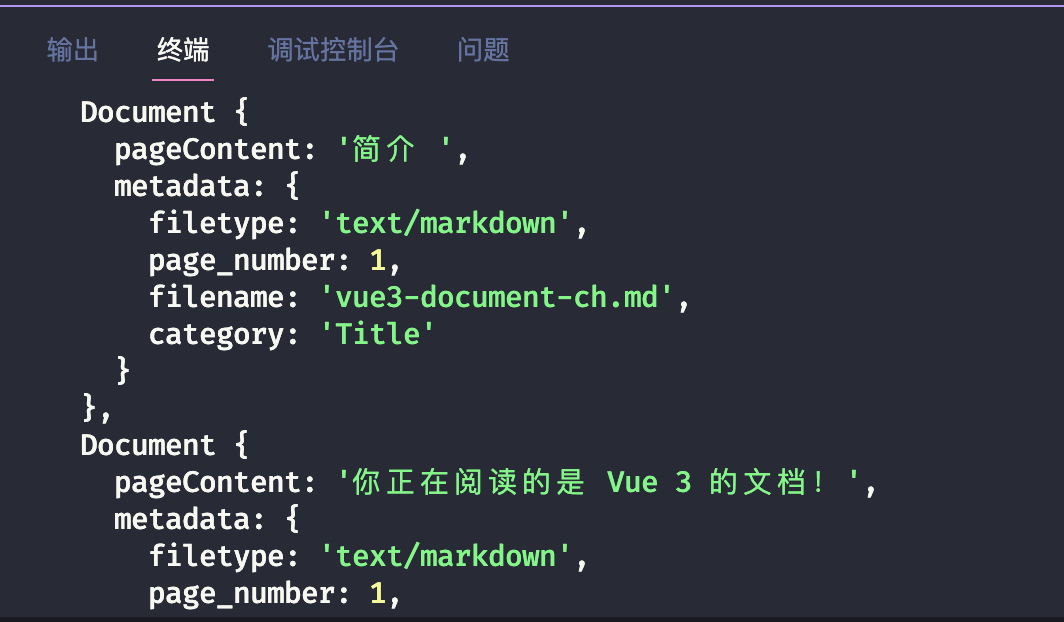 输出 终端 调试控制台 问题
Document {
pageContent: '简介 ',
metadata: {
filetype: 'text/markdown',
page_number: 1,
filename: 'vue3-document-ch.md',
category: 'Title'
}
},
Document {
pageContent: '你正在阅读的是 Vue 3 的文档！ ',
metadata: {
filetype: 'text/markdown',
page_number: 1,